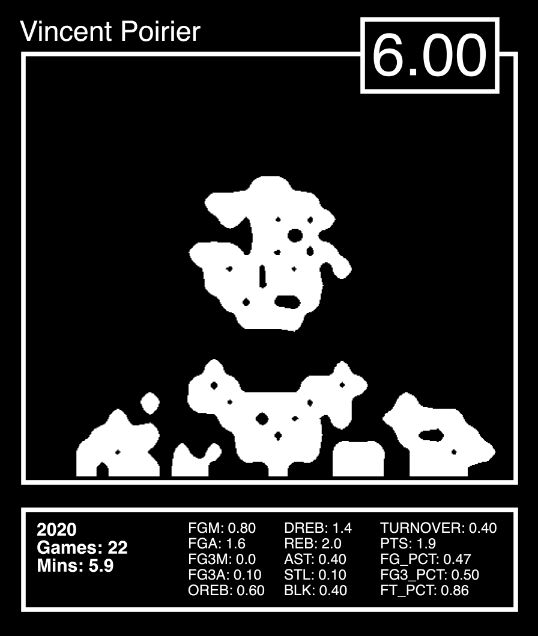 Vincent Poirier
6.00
2020
Games: 22
Mins: 5.9
FGM: 0.80
FGA: 1.6
FG3M: 0.0
FG3A: 0.10
OREB: 0.60
DREB: 1.4
REB: 2.0
AST: 0.40
STL: 0.10
BLK: 0.40
TURNOVER: 0.40
PTS: 1.9
FG_PCT: 0.47
FG3_PCT: 0.50
FT_PCT: 0.86